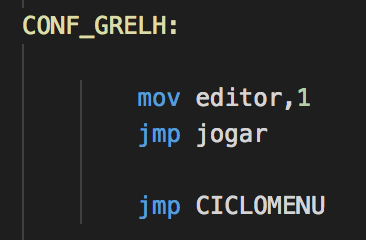 CONF_GRELH:
mov editor,1
jmp jogar
jmp CICLOMENU